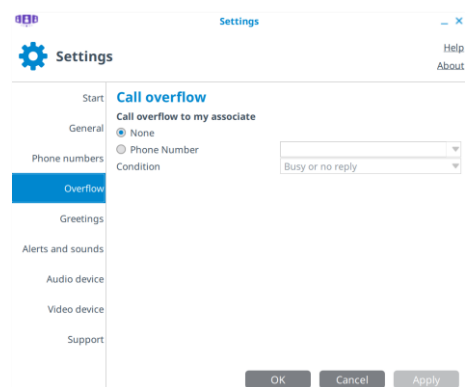 Settings
Settings
Help
About
Start
General
Phone numbers
Overflow
Greetings
Alerts and sounds
Audio device
Video device
Support
Call overflow
Call overflow to my associate
None
Phone Number
Condition
Busy or no reply
OK
Cancel
Apply